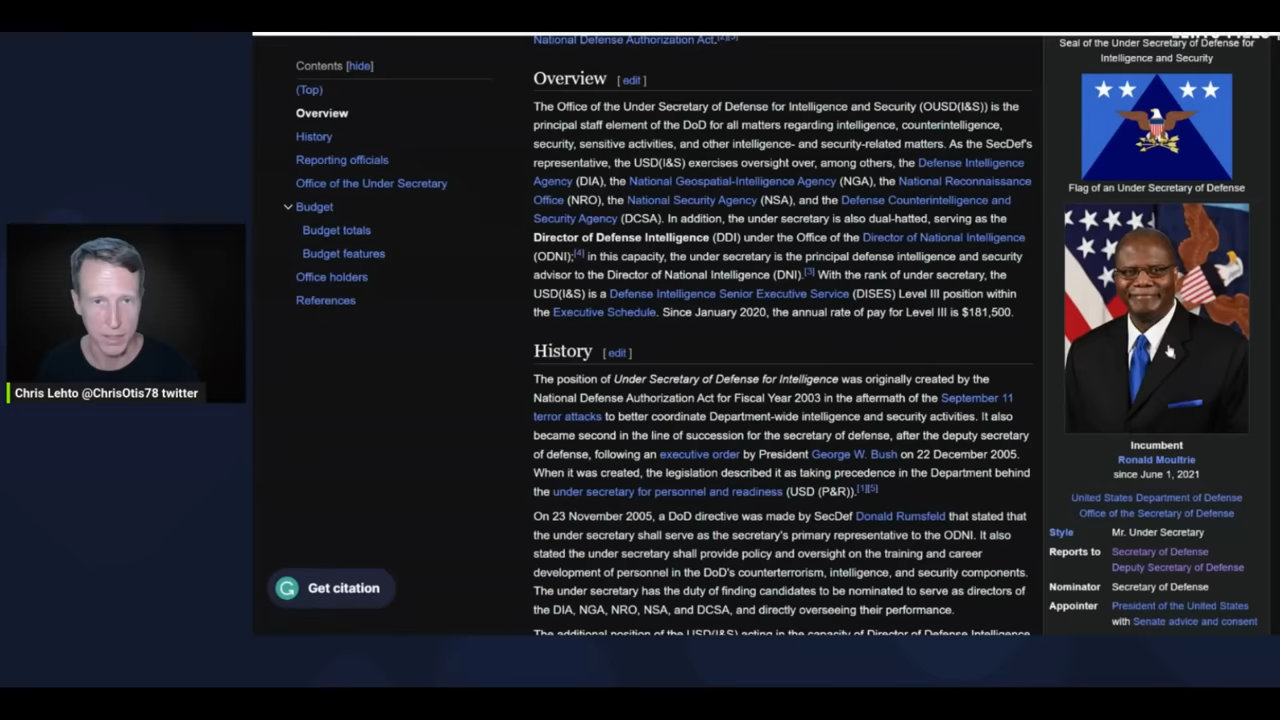 Contents [hide]
(Top)
Overview
History
Reporting officials
Office of the Under Secretary
Budget
Budget totals
Budget features
Office holders
References
Get citation
Chris Lehto @ChrisOtis78 twitter
National Defense Authorization Act.[2][3]
Overview [ edit ]
The Office of the Under Secretary of Defense for Intelligence and Security (OUSD(I&S)) is the
principal staff element of the DoD for all matters regarding intelligence, counterintelligence,
security, sensitive activities, and other intelligence- and security-related matters. As the SecDef's
representative, the USD(I&S) exercises oversight over, among others, the Defense Intelligence
Agency (DIA), the National Geospatial-Intelligence Agency (NGA), the National Reconnaissance
Office (NRO), the National Security Agency (NSA), and the Defense Counterintelligence and
Security Agency (DCSA). In addition, the under secretary is also dual-hatted, serving as the
Director of Defense Intelligence (DDI) under the Office of the Director of National Intelligence
(ODNI);[4] in this capacity, the under secretary is the principal defense intelligence and security
advisor to the Director of National Intelligence (DNI).[3] With the rank of under secretary, the
USD(I&S) is a Defense Intelligence Senior Executive Service (DISES) Level III position within
the Executive Schedule. Since January 2020, the annual rate of pay for Level III is $181,500.
History [ edit ]
The position of Under Secretary of Defense for Intelligence was originally created by the
National Defense Authorization Act for Fiscal Year 2003 in the aftermath of the September 11
terror attacks to better coordinate Department-wide intelligence and security activities. It also
became second in the line of succession for the secretary of defense, after the deputy secretary
of defense, following an executive order by President George W. Bush on 22 December 2005.
When it was created, the legislation described it as taking precedence in the Department behind
the under secretary for personnel and readiness (USD (P&R)).[1][5]
On 23 November 2005, a DoD directive was made by SecDef Donald Rumsfeld that stated that
the under secretary shall serve as the secretary's primary representative to the ODNI. It also
stated the under secretary shall provide policy and oversight on the training and career
development of personnel in the DoD's counterterrorism, intelligence, and security components.
The under secretary has the duty of finding candidates to be nominated to serve as directors of
the DIA, NGA, NRO, NSA, and DCSA, and directly overseeing their performance.
The additional position of the USD(I&S) acting in the capacity of Director of Defense Intelligence
Seal of the Under Secretary of Defense for
Intelligence and Security
Flag of an Under Secretary of Defense
Incumbent
Ronald Moultrie
since June 1, 2021
United States Department of Defense
Office of the Secretary of Defense
Style Mr. Under Secretary
Reports to Secretary of Defense
Deputy Secretary of Defense
Nominator Secretary of Defense
Appointer President of the United States
with Senate advice and consent